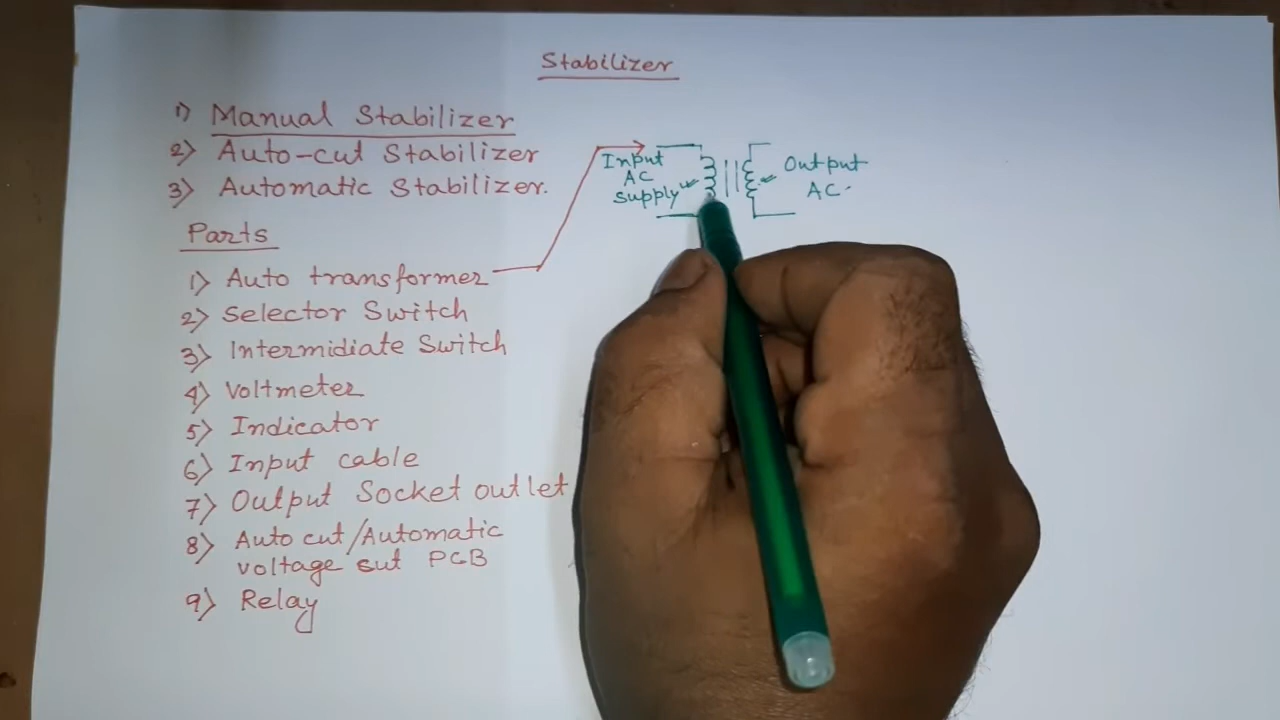 Stabilizer
1) Manual Stabilizer
2) Auto-cut Stabilizer
3) Automatic Stabilizer.
Parts
1) Auto transformer
2) Selector Switch
3) Intermidiate Switch
4) Voltmeter
5) Indicator
6) Input cable
7) Output Socket outlet
8) Auto cut/Automatic
voltage cut PCB
9) Relay
Input
AC
Supply
Output
AC.